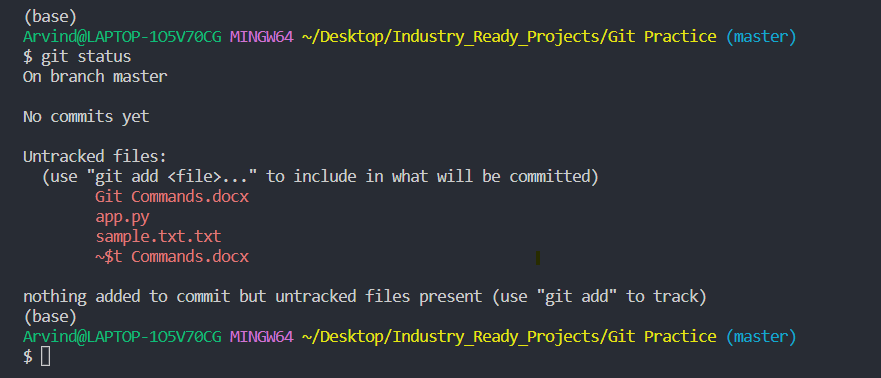 (base)
Arvind@LAPTOP-1O5V70CG MINGW64 ~/Desktop/Industry_Ready_Projects/Git Practice (master)
$ git status
On branch master
No commits yet
Untracked files:
(use "git add <file>..." to include in what will be committed)
Git Commands.docx
app.py
sample.txt.txt
~$t Commands.docx
nothing added to commit but untracked files present (use "git add" to track)
(base)
Arvind@LAPTOP-1O5V70CG MINGW64 ~/Desktop/Industry_Ready_Projects/Git Practice (master)
$